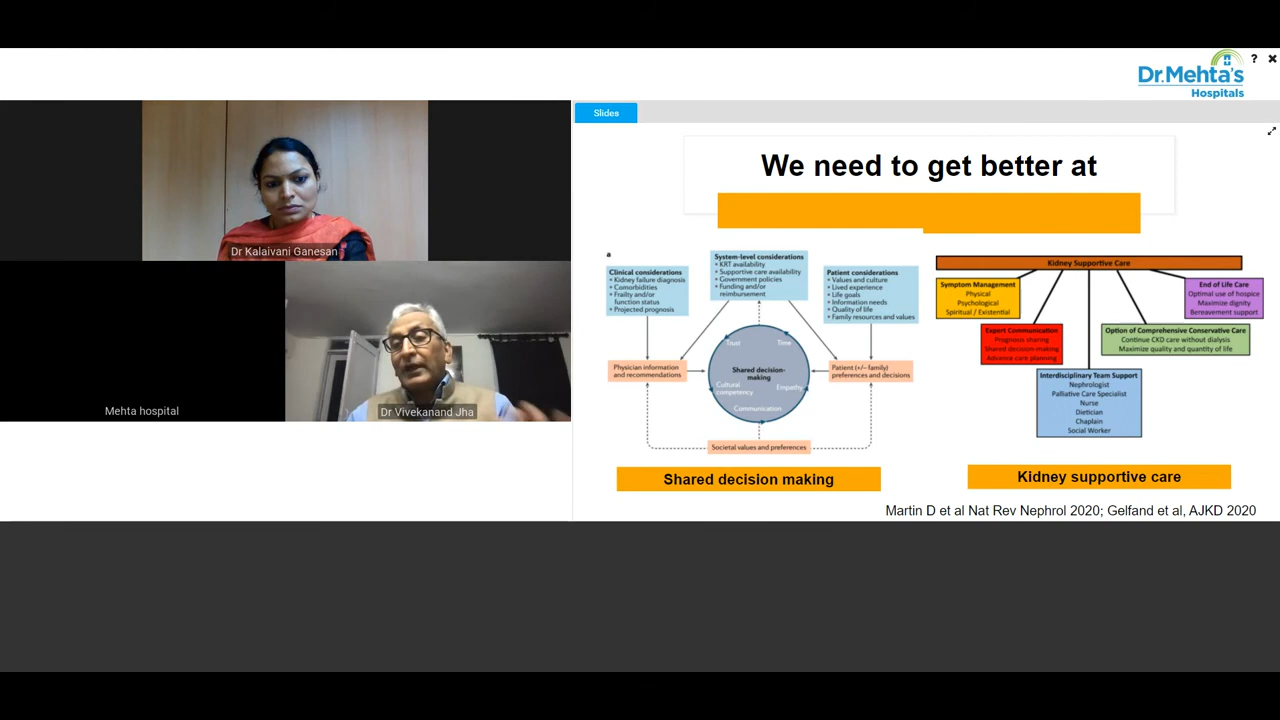 Dr.Mehta's
Hospitals
?
Slides
Dr Kalaivani Ganesan
Mehta hospital
Dr Vivekanand Jha
We need to get better at
a
Clinical considerations
• Kidney failure diagnosis
• Comorbidities
• Frailty and/or
function status
• Projected prognosis
System-level considerations
• KRT availability
• Supportive care availability
• Government policies
• Funding and/or
reimbursement
Patient considerations
• Values and culture
• Lived experience
• Life goals
• Information needs
• Quality of life
• Family resources and values
Physician information
and recommendations
Trust
Time
Shared decision-
making
Cultural
competency
Empathy
Communication
Patient (+/− family)
preferences and decisions
Societal values and preferences
Shared decision making
Kidney Supportive Care
Symptom Management
Physical
Psychological
Spiritual / Existential
End of Life Care
Optimal use of hospice
Maximize dignity
Bereavement support
Expert Communication
Prognosis sharing
Shared decision-making
Advance care planning
Option of Comprehensive Conservative Care
Continue CKD care without dialysis
Maximize quality and quantity of life
Interdisciplinary Team Support
Nephrologist
Palliative Care Specialist
Nurse
Dietician
Chaplain
Social Worker
Kidney supportive care
Martin D et al Nat Rev Nephrol 2020; Gelfand et al, AJKD 2020